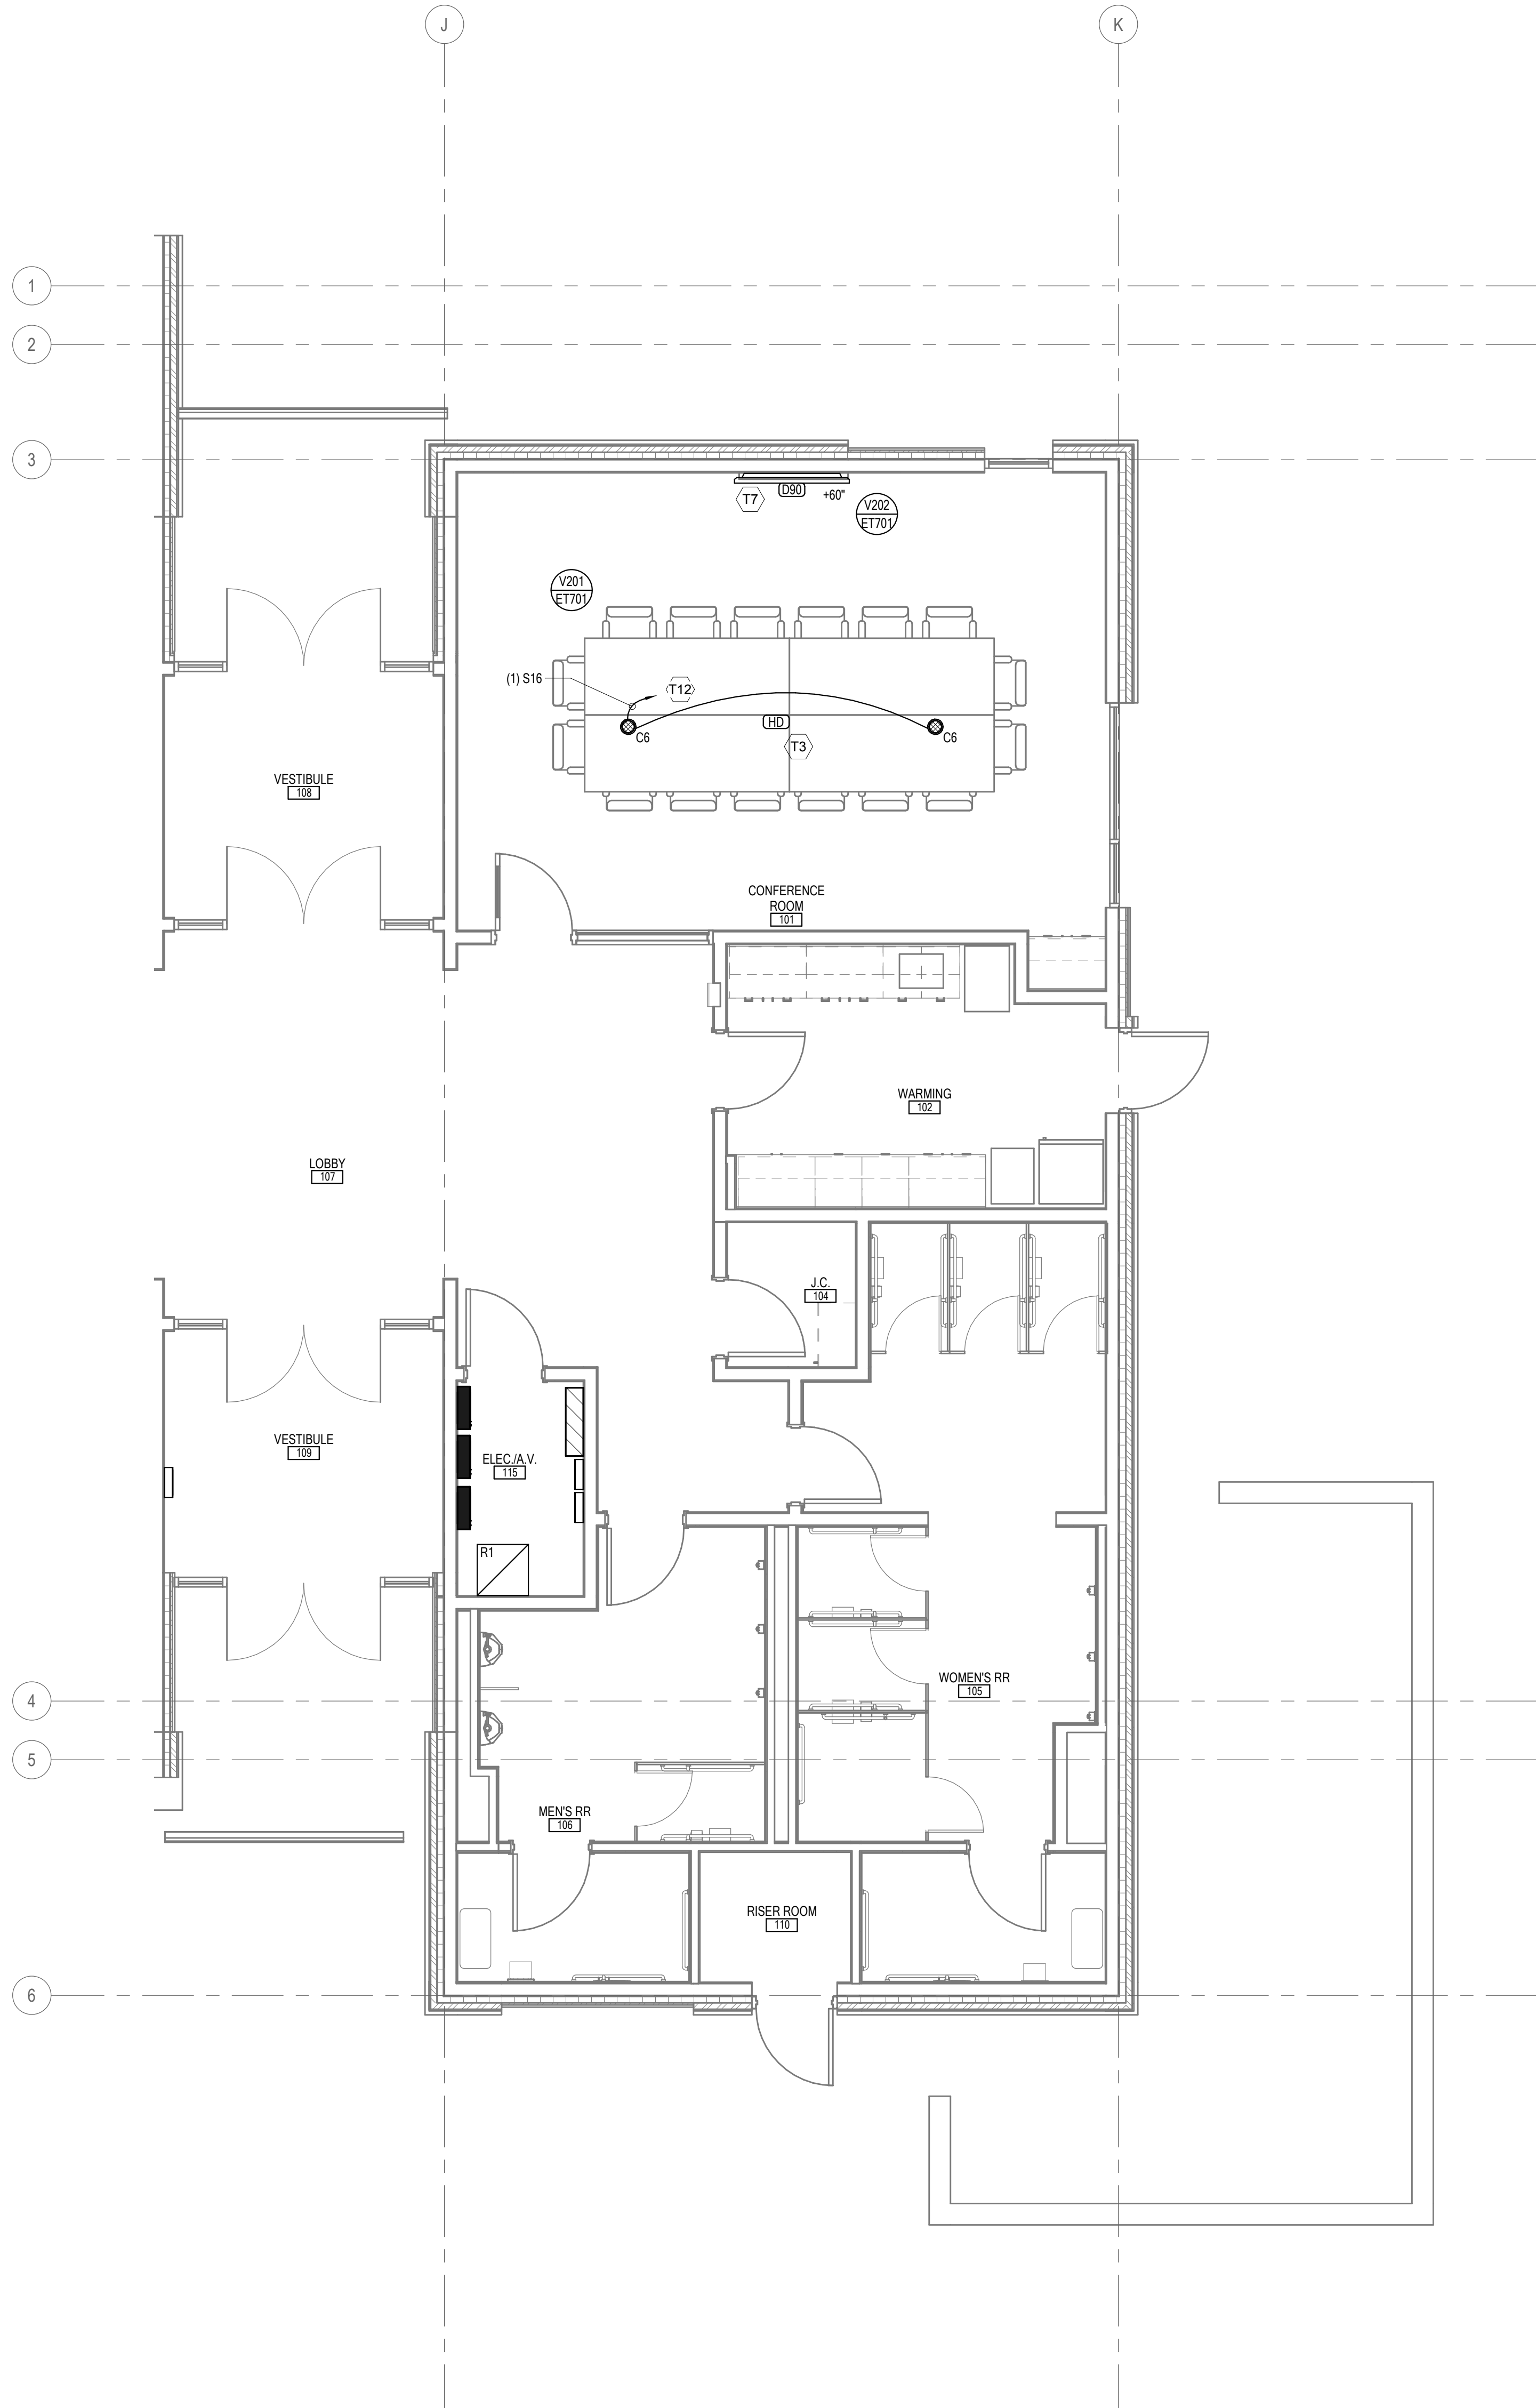 J
K
1
2
3
T7
D90
+60"
V202
ET701
V201
ET701
(1) S16
T12
HD
C6
C6
T3
VESTIBULE
108
CONFERENCE
ROOM
101
WARMING
102
LOBBY
107
J.C.
104
VESTIBULE
109
ELEC./A.V.
115
R1
WOMEN'S RR
105
4
5
MEN'S RR
106
RISER ROOM
110
6